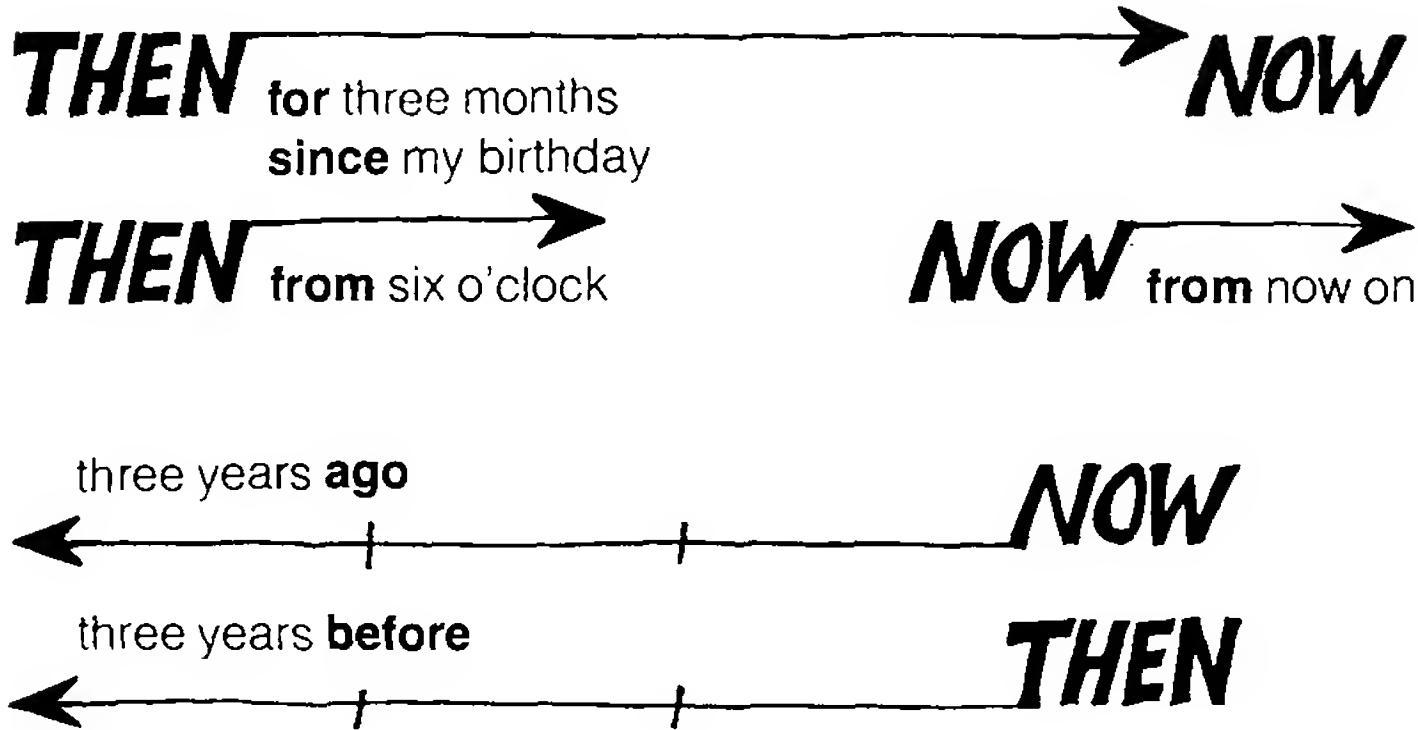 THEN NOW
for three months
since my birthday
THEN from six o'clock NOW from now on
three years ago NOW
three years before THEN